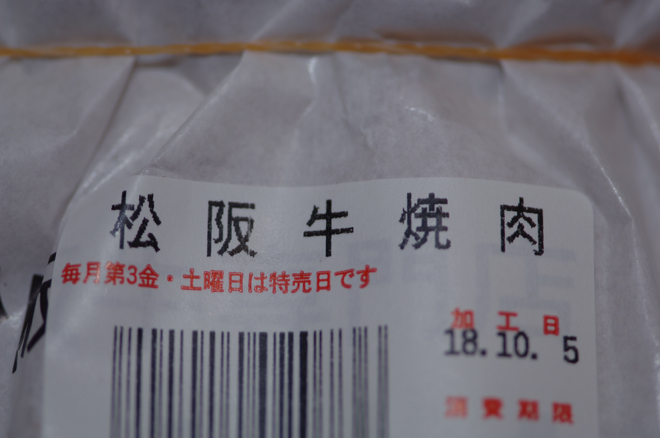 松阪牛焼肉
毎月第3金・土曜日は特売日です
加工日
18.10. 5
消費期限